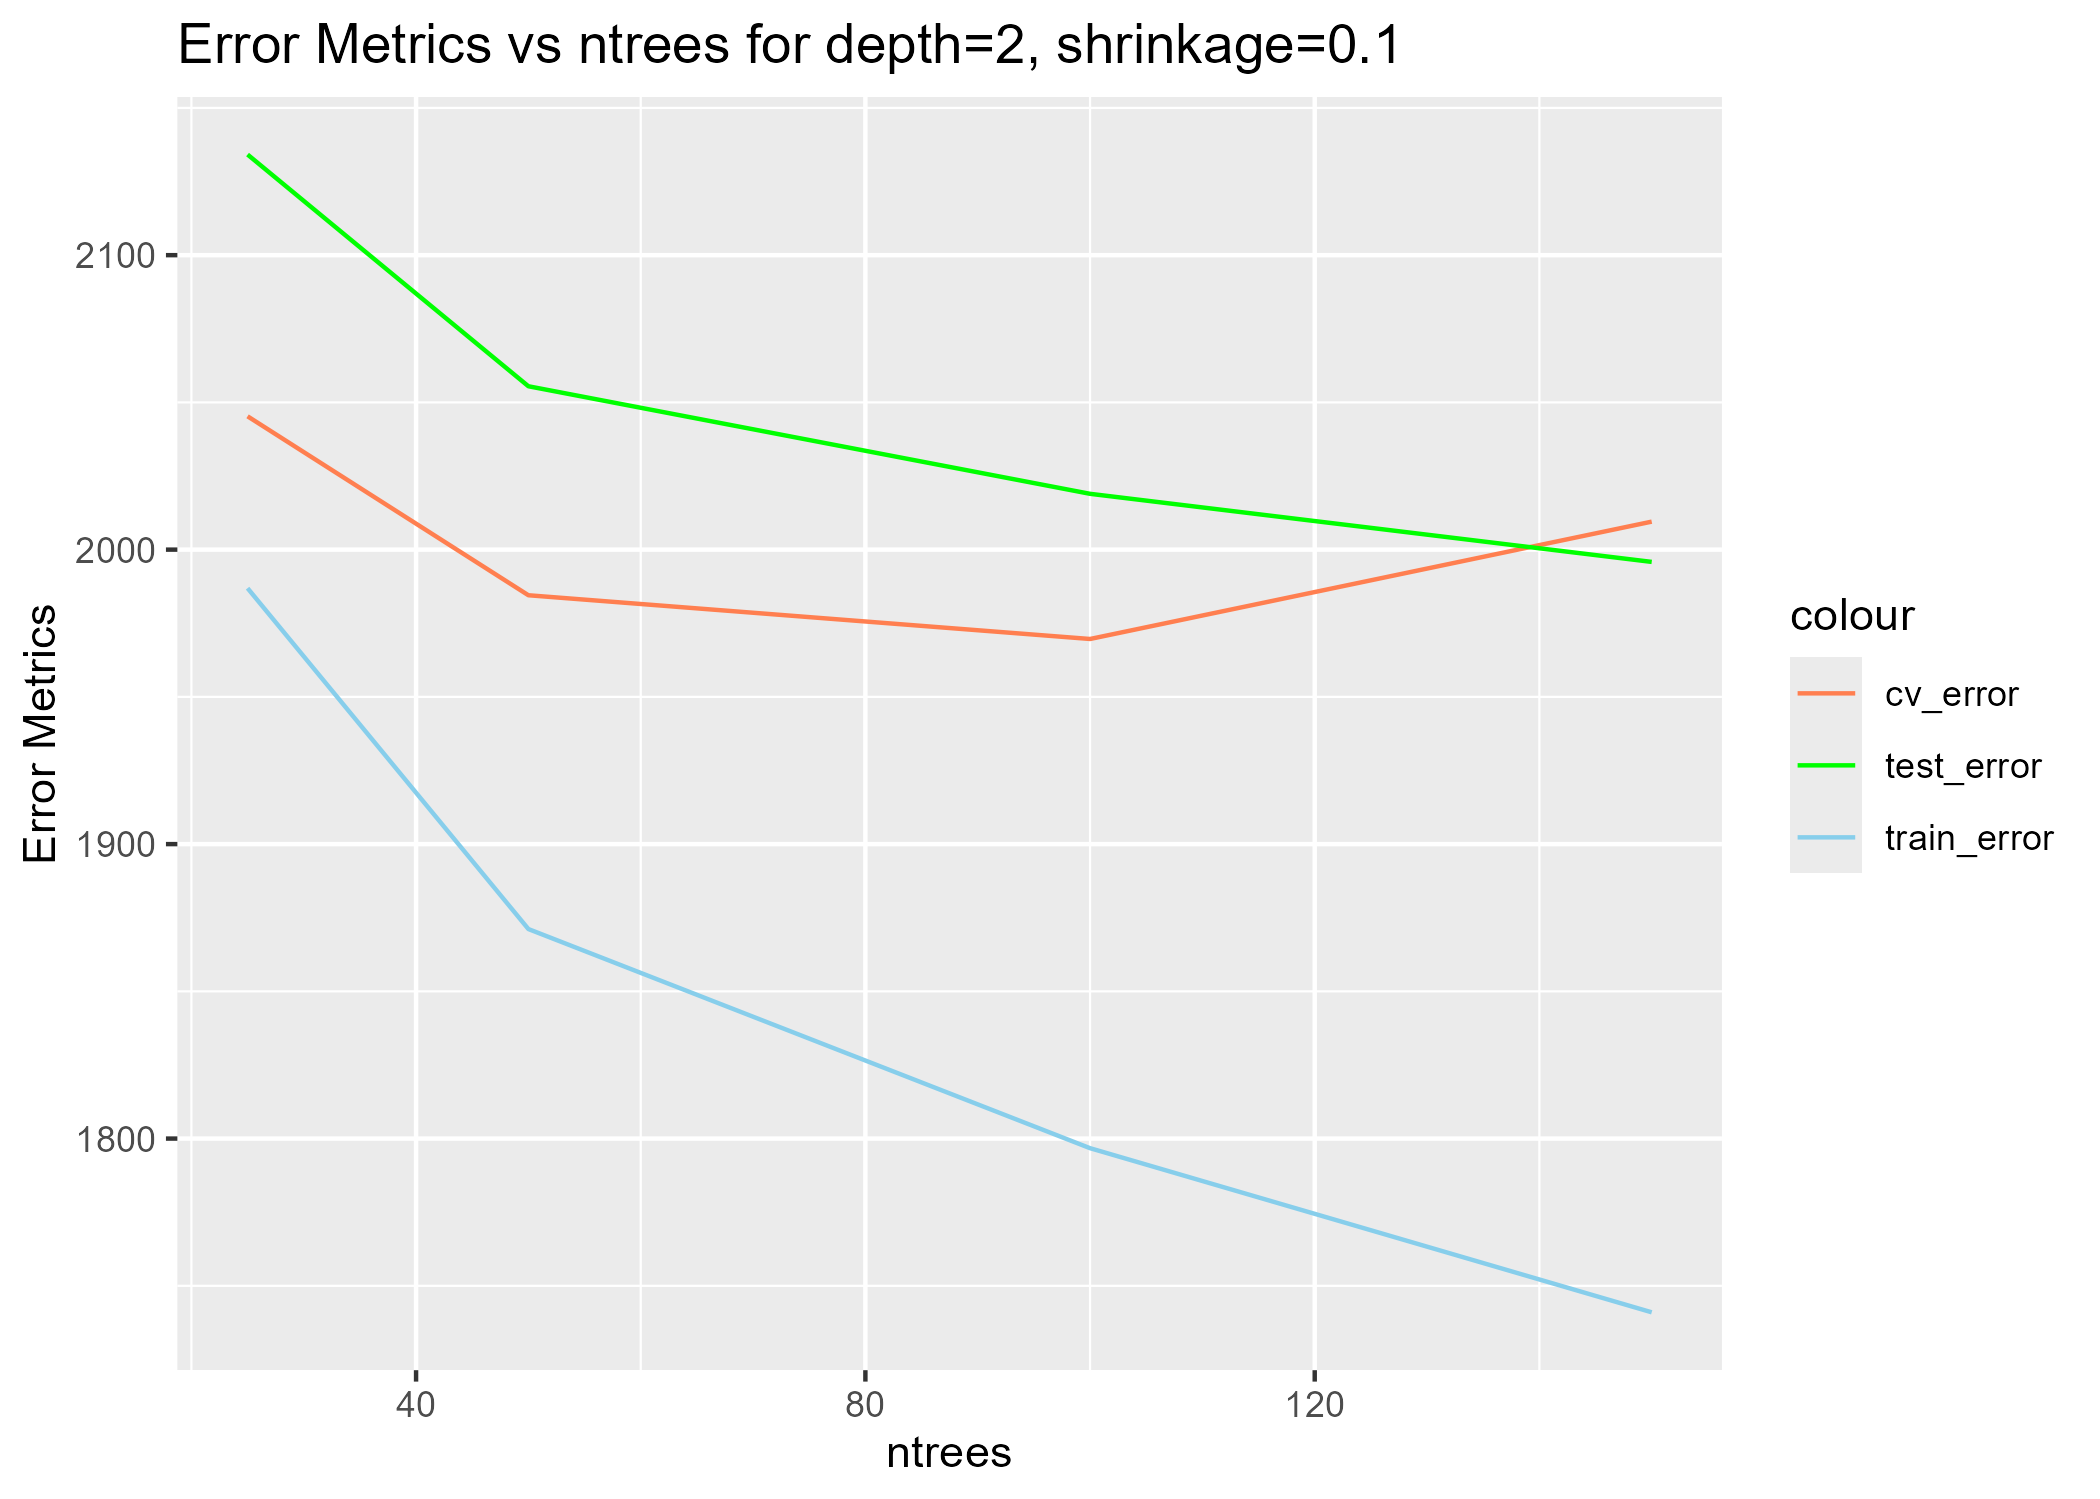 Error Metrics vs ntrees for depth=2, shrinkage=0.1
Error Metrics
2100
2000
1900
1800
40 80 120
ntrees
colour
cv_error
test_error
train_error